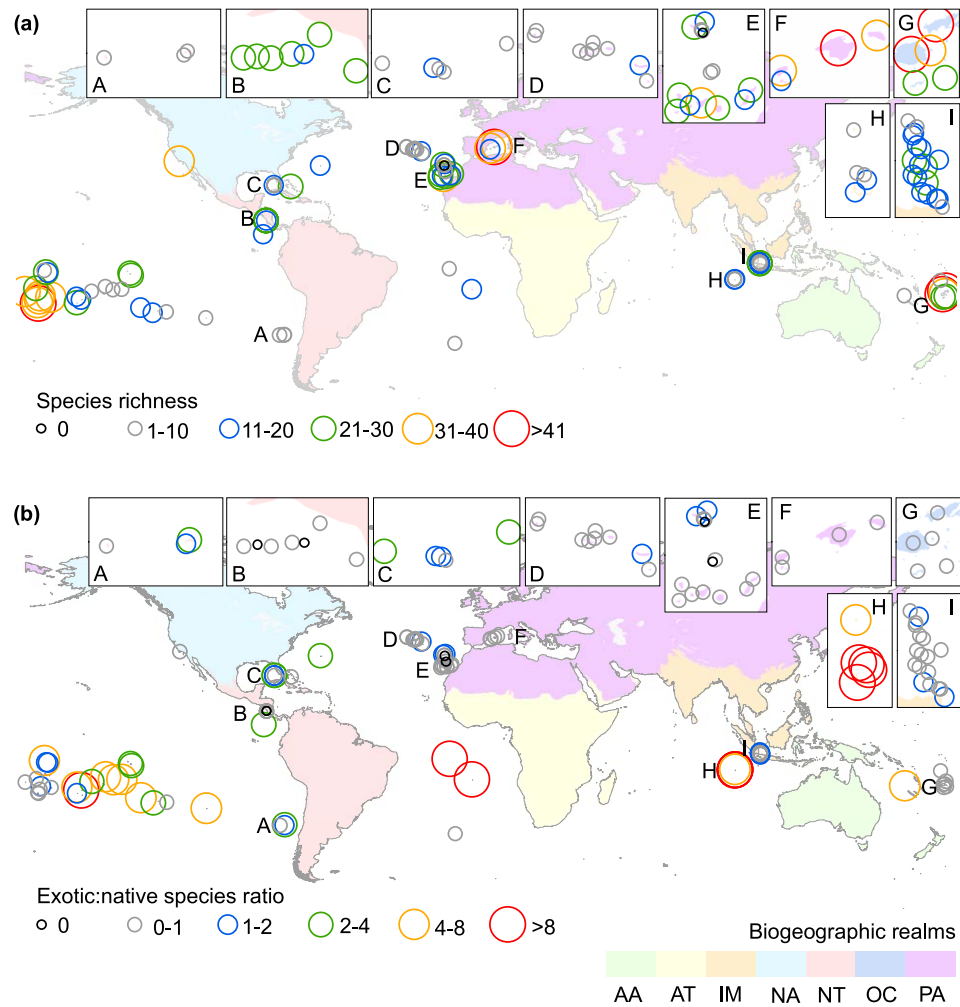 (a)
A
B
C
D
E
F
G
H
I
D
F
E
C
B
A
H
I
G
Species richness
0 1-10 11-20 21-30 31-40 >41
(b)
A
B
C
D
E
F
G
H
I
D
F
E
C
B
A
H
I
G
Exotic:native species ratio
0 0-1 1-2 2-4 4-8 >8
Biogeographic realms
AA AT IM NA NT OC PA